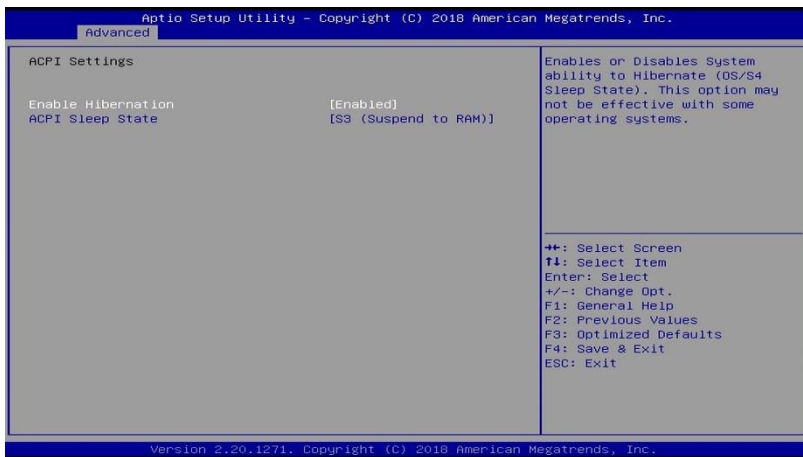 Aptio Setup Utility – Copyright (C) 2018 American Megatrends, Inc.
Advanced
ACPI Settings
Enable Hibernation [Enabled]
ACPI Sleep State [S3 (Suspend to RAM)]
Enables or Disables System
ability to Hibernate (OS/S4
Sleep State). This option may
not be effective with some
operating systems.
→←: Select Screen
↑↓: Select Item
Enter: Select
+/-: Change Opt.
F1: General Help
F2: Previous Values
F3: Optimized Defaults
F4: Save & Exit
ESC: Exit
Version 2.20.1271. Copyright (C) 2018 American Megatrends, Inc.